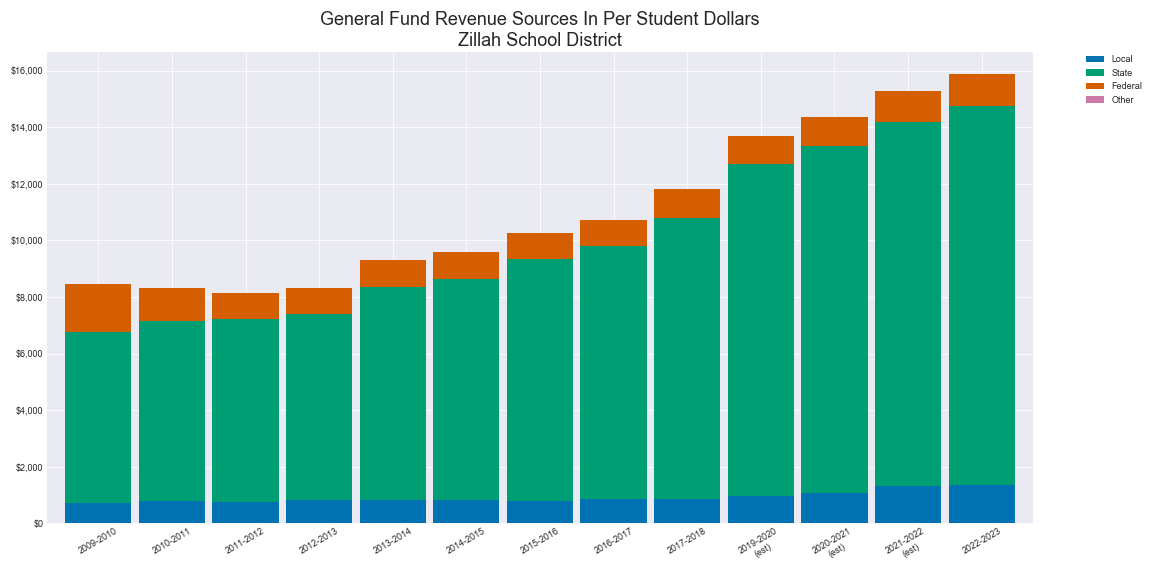 General Fund Revenue Sources In Per Student Dollars
Zillah School District
Local
State
Federal
Other
$16,000
$14,000
$12,000
$10,000
$8,000
$6,000
$4,000
$2,000
$0
2009-2010
2010-2011
2011-2012
2012-2013
2013-2014
2014-2015
2015-2016
2016-2017
2017-2018
2019-2020
(est)
2020-2021
(est)
2021-2022
(est)
2022-2023